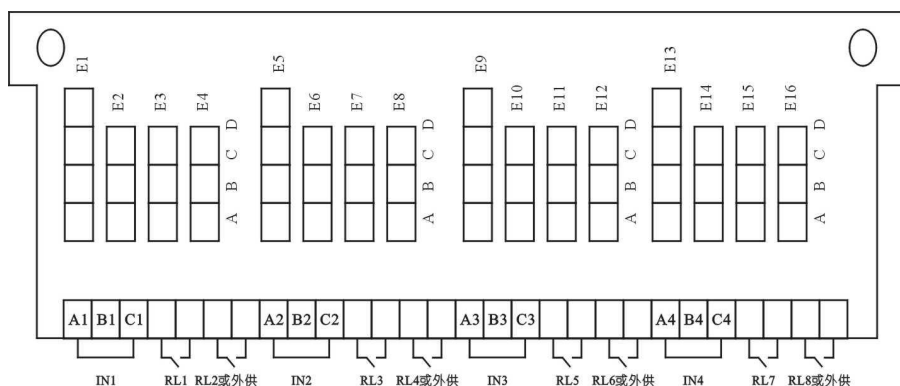 E1 E5 E9 E13
E2 E3 E4 E6 E7 E8 E10 E11 E12 E14 E15 E16
D D D D
C C C C
B B B B
A A A A
A1 B1 C1 A2 B2 C2 A3 B3 C3 A4 B4 C4
IN1 RL1 RL2或外供 IN2 RL3 RL4或外供 IN3 RL5 RL6或外供 IN4 RL7 RL8或外供